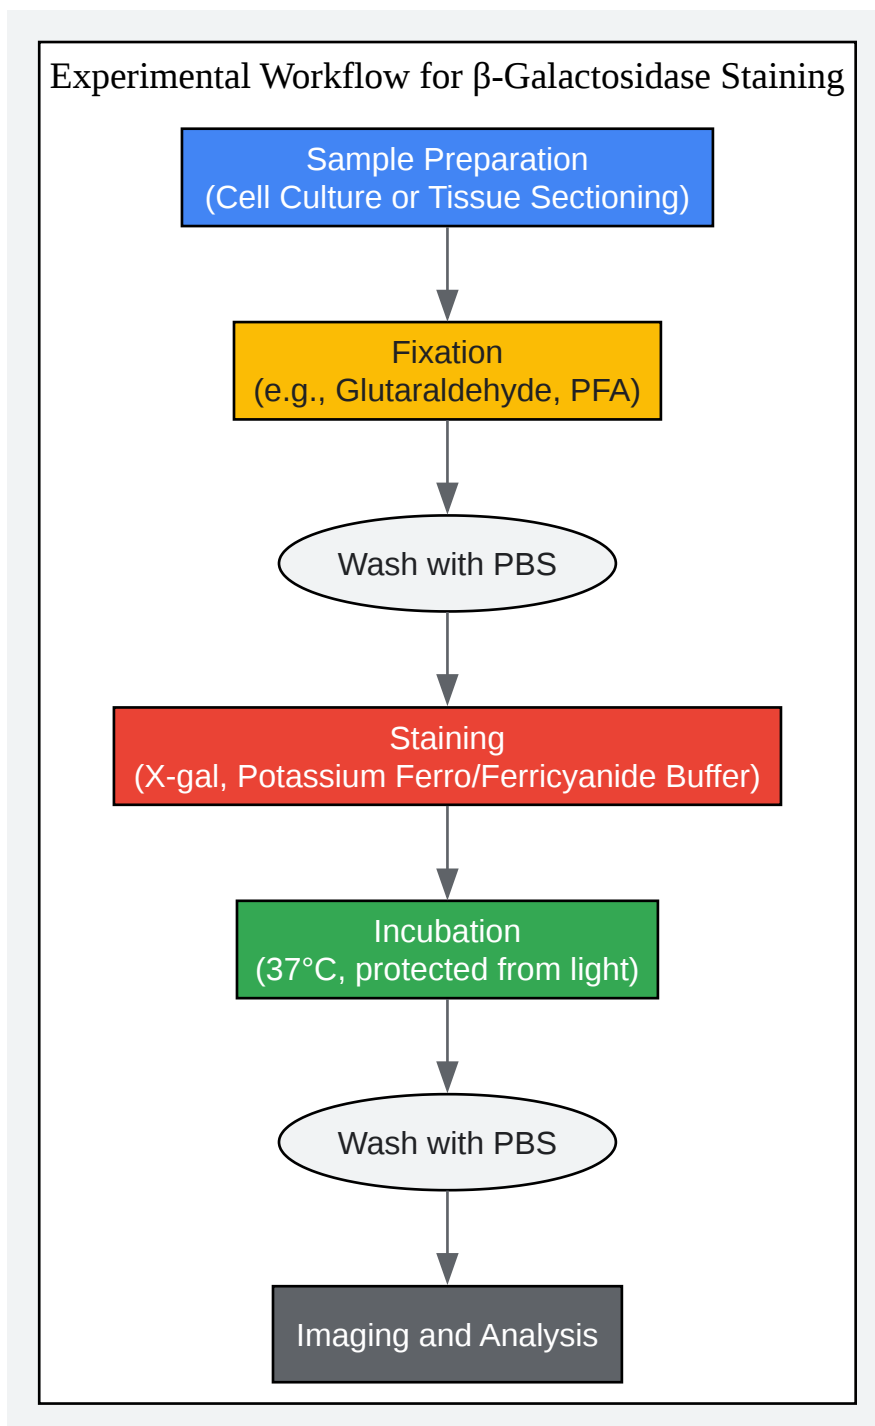 Experimental Workflow for β-Galactosidase Staining
Sample Preparation
(Cell Culture or Tissue Sectioning)
Fixation
(e.g., Glutaraldehyde, PFA)
Wash with PBS
Staining
(X-gal, Potassium Ferro/Ferricyanide Buffer)
Incubation
(37°C, protected from light)
Wash with PBS
Imaging and Analysis